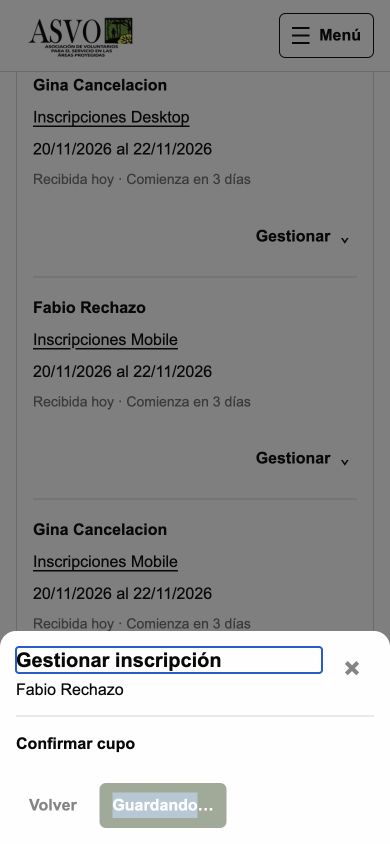 ASVO
ASOCIACIÓN DE VOLUNTARIOS
PARA EL SERVICIO EN LAS
ÁREAS PROTEGIDAS
Menú
Gina Cancelacion
Inscripciones Desktop
20/11/2026 al 22/11/2026
Recibida hoy · Comienza en 3 días
Gestionar
Fabio Rechazo
Inscripciones Mobile
20/11/2026 al 22/11/2026
Recibida hoy · Comienza en 3 días
Gestionar
Gina Cancelacion
Inscripciones Mobile
20/11/2026 al 22/11/2026
Recibida hoy · Comienza en 3 días
Gestionar inscripción
Fabio Rechazo
Confirmar cupo
Volver
Guardando…